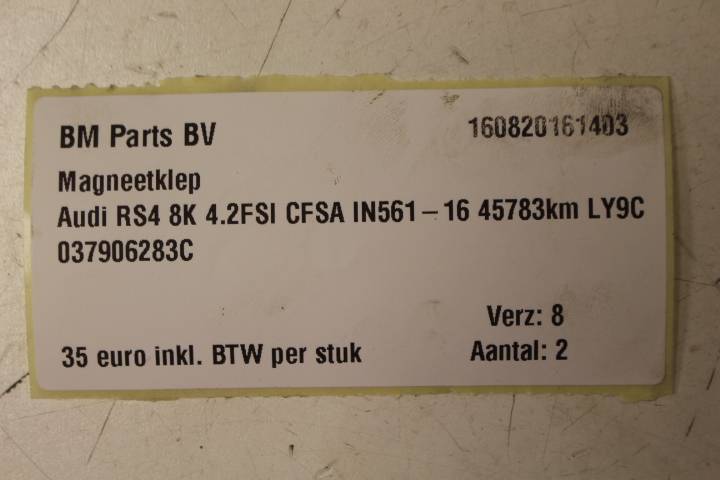 BM Parts BV 160820161403
Magneetklep
Audi RS4 8K 4.2FSI CFSA IN561-16 45783km LY9C
037906283C
Verz: 8
35 euro inkl. BTW per stuk Aantal: 2